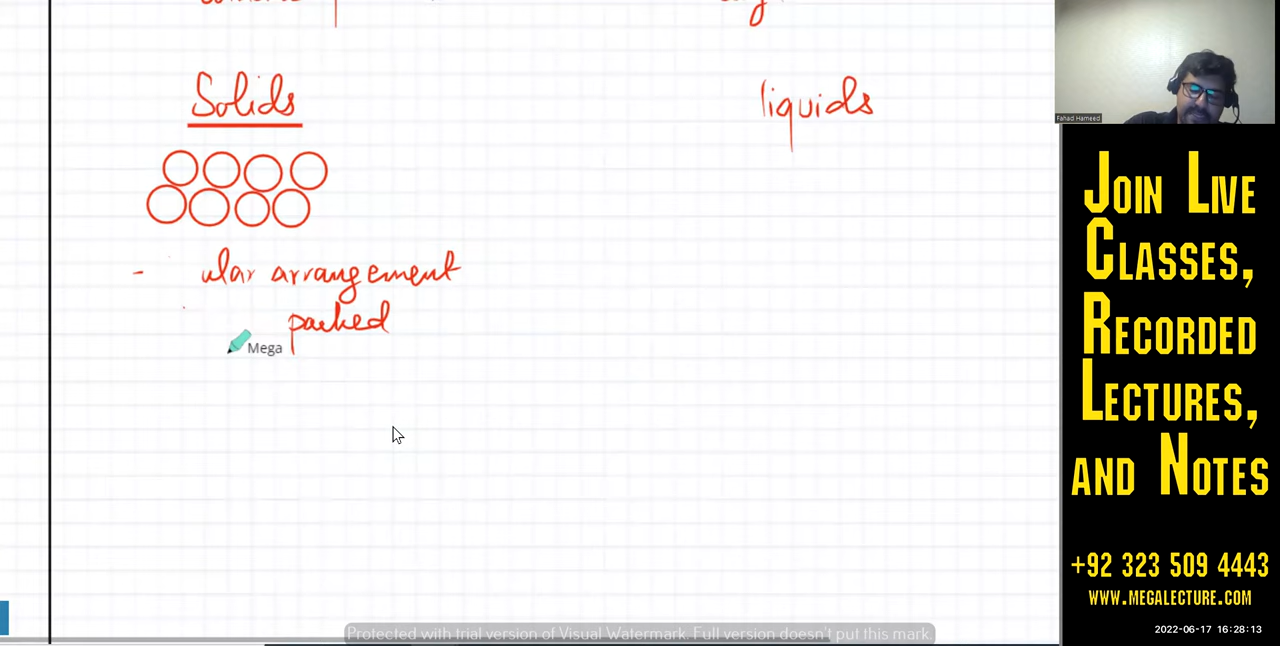 Solids
liquids
- ular arrangement
packed
Mega
Fahad Hameed
JOIN LIVE
CLASSES,
RECORDED
LECTURES,
AND NOTES
+92 323 509 4443
WWW.MEGALECTURE.COM
2022-06-17 16:28:13
Protected with trial version of Visual Watermark. Full version doesn't put this mark.